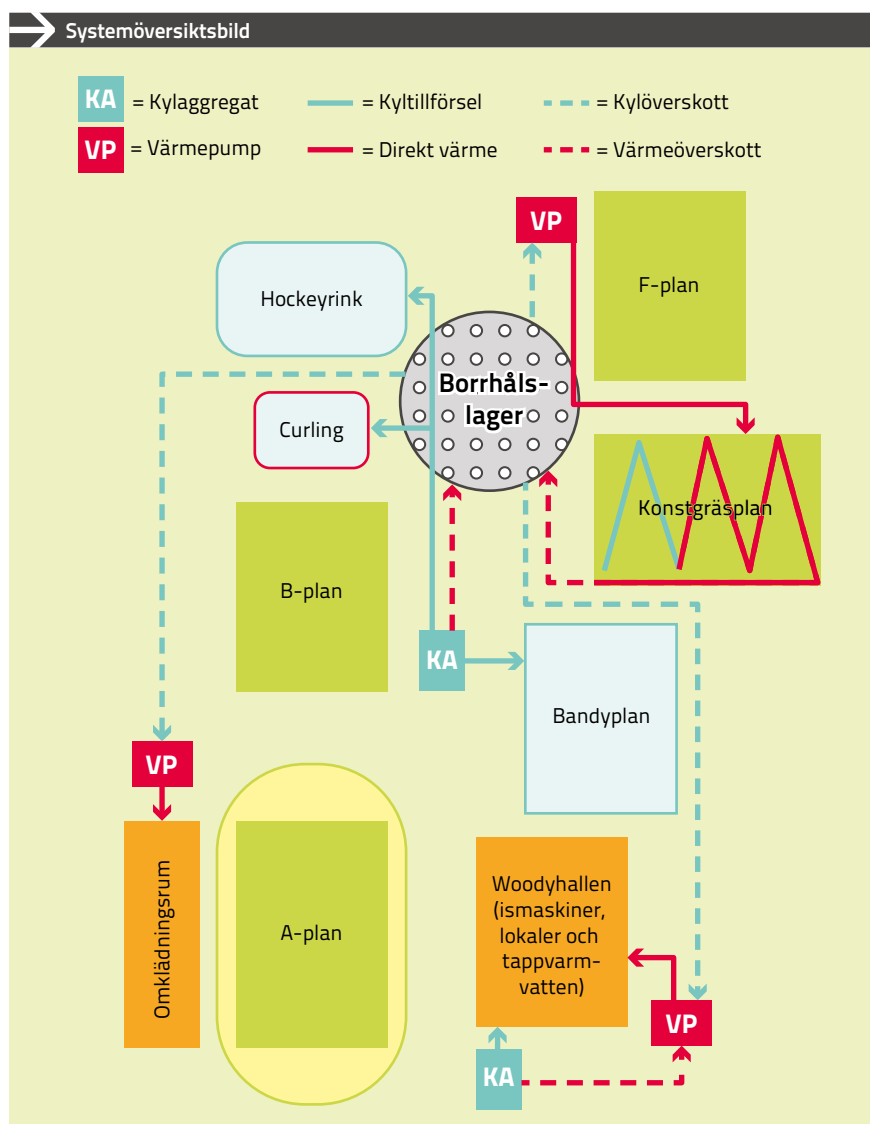 Systemöversiktsbild
KA = Kylaggregat
= Kyltillförsel
= Kylöverskott
VP = Värmepump
= Direkt värme
= Värmeöverskott
VP
F-plan
Hockeyrink
Borrhåls-
lager
Curling
Konstgräsplan
B-plan
KA
Bandyplan
VP
Omklädningsrum
A-plan
Woodyhallen
(ismaskiner,
lokaler och
tappvarm-
vatten)
VP
KA